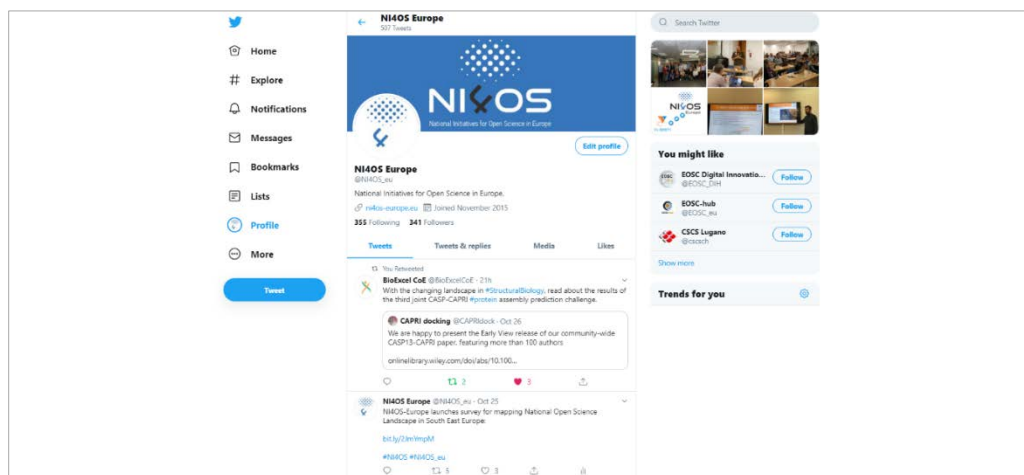 Home
Explore
Notifications
Messages
Bookmarks
Lists
Profile
More
Tweet
NI4OS Europe
507 Tweets
NI4OS
National Initiatives for Open Science in Europe
Edit profile
NI4OS Europe
@NI4OS_eu
National Initiatives for Open Science in Europe.
ni4os-europe.eu Joined November 2015
355 Following 341 Followers
Tweets Tweets & replies Media Likes
You Retweeted
BioExcel CoE @BioExcelCoE · 21h
With the changing landscape in #StructuralBiology, read about the results of
the third joint CASP-CAPRI #protein assembly prediction challenge.
CAPRI docking @CAPRIdock · Oct 26
We are happy to present the Early View release of our community-wide
CASP13-CAPRI paper, featuring more than 100 authors
onlinelibrary.wiley.com/doi/abs/10.100...
2 3
NI4OS Europe @NI4OS_eu · Oct 25
NI4OS-Europe launches survey for mapping National Open Science
Landscape in South East Europe:
bit.ly/2JmYmpM
#NI4OS #NI4OS_eu
3 3
Search Twitter
NI4OS
You might like
EOSC Digital Innovatio...
@EOSC_DIH
Follow
EOSC-hub
@EOSC_eu
Follow
CSCS Lugano
@cscsch
Follow
Show more
Trends for you